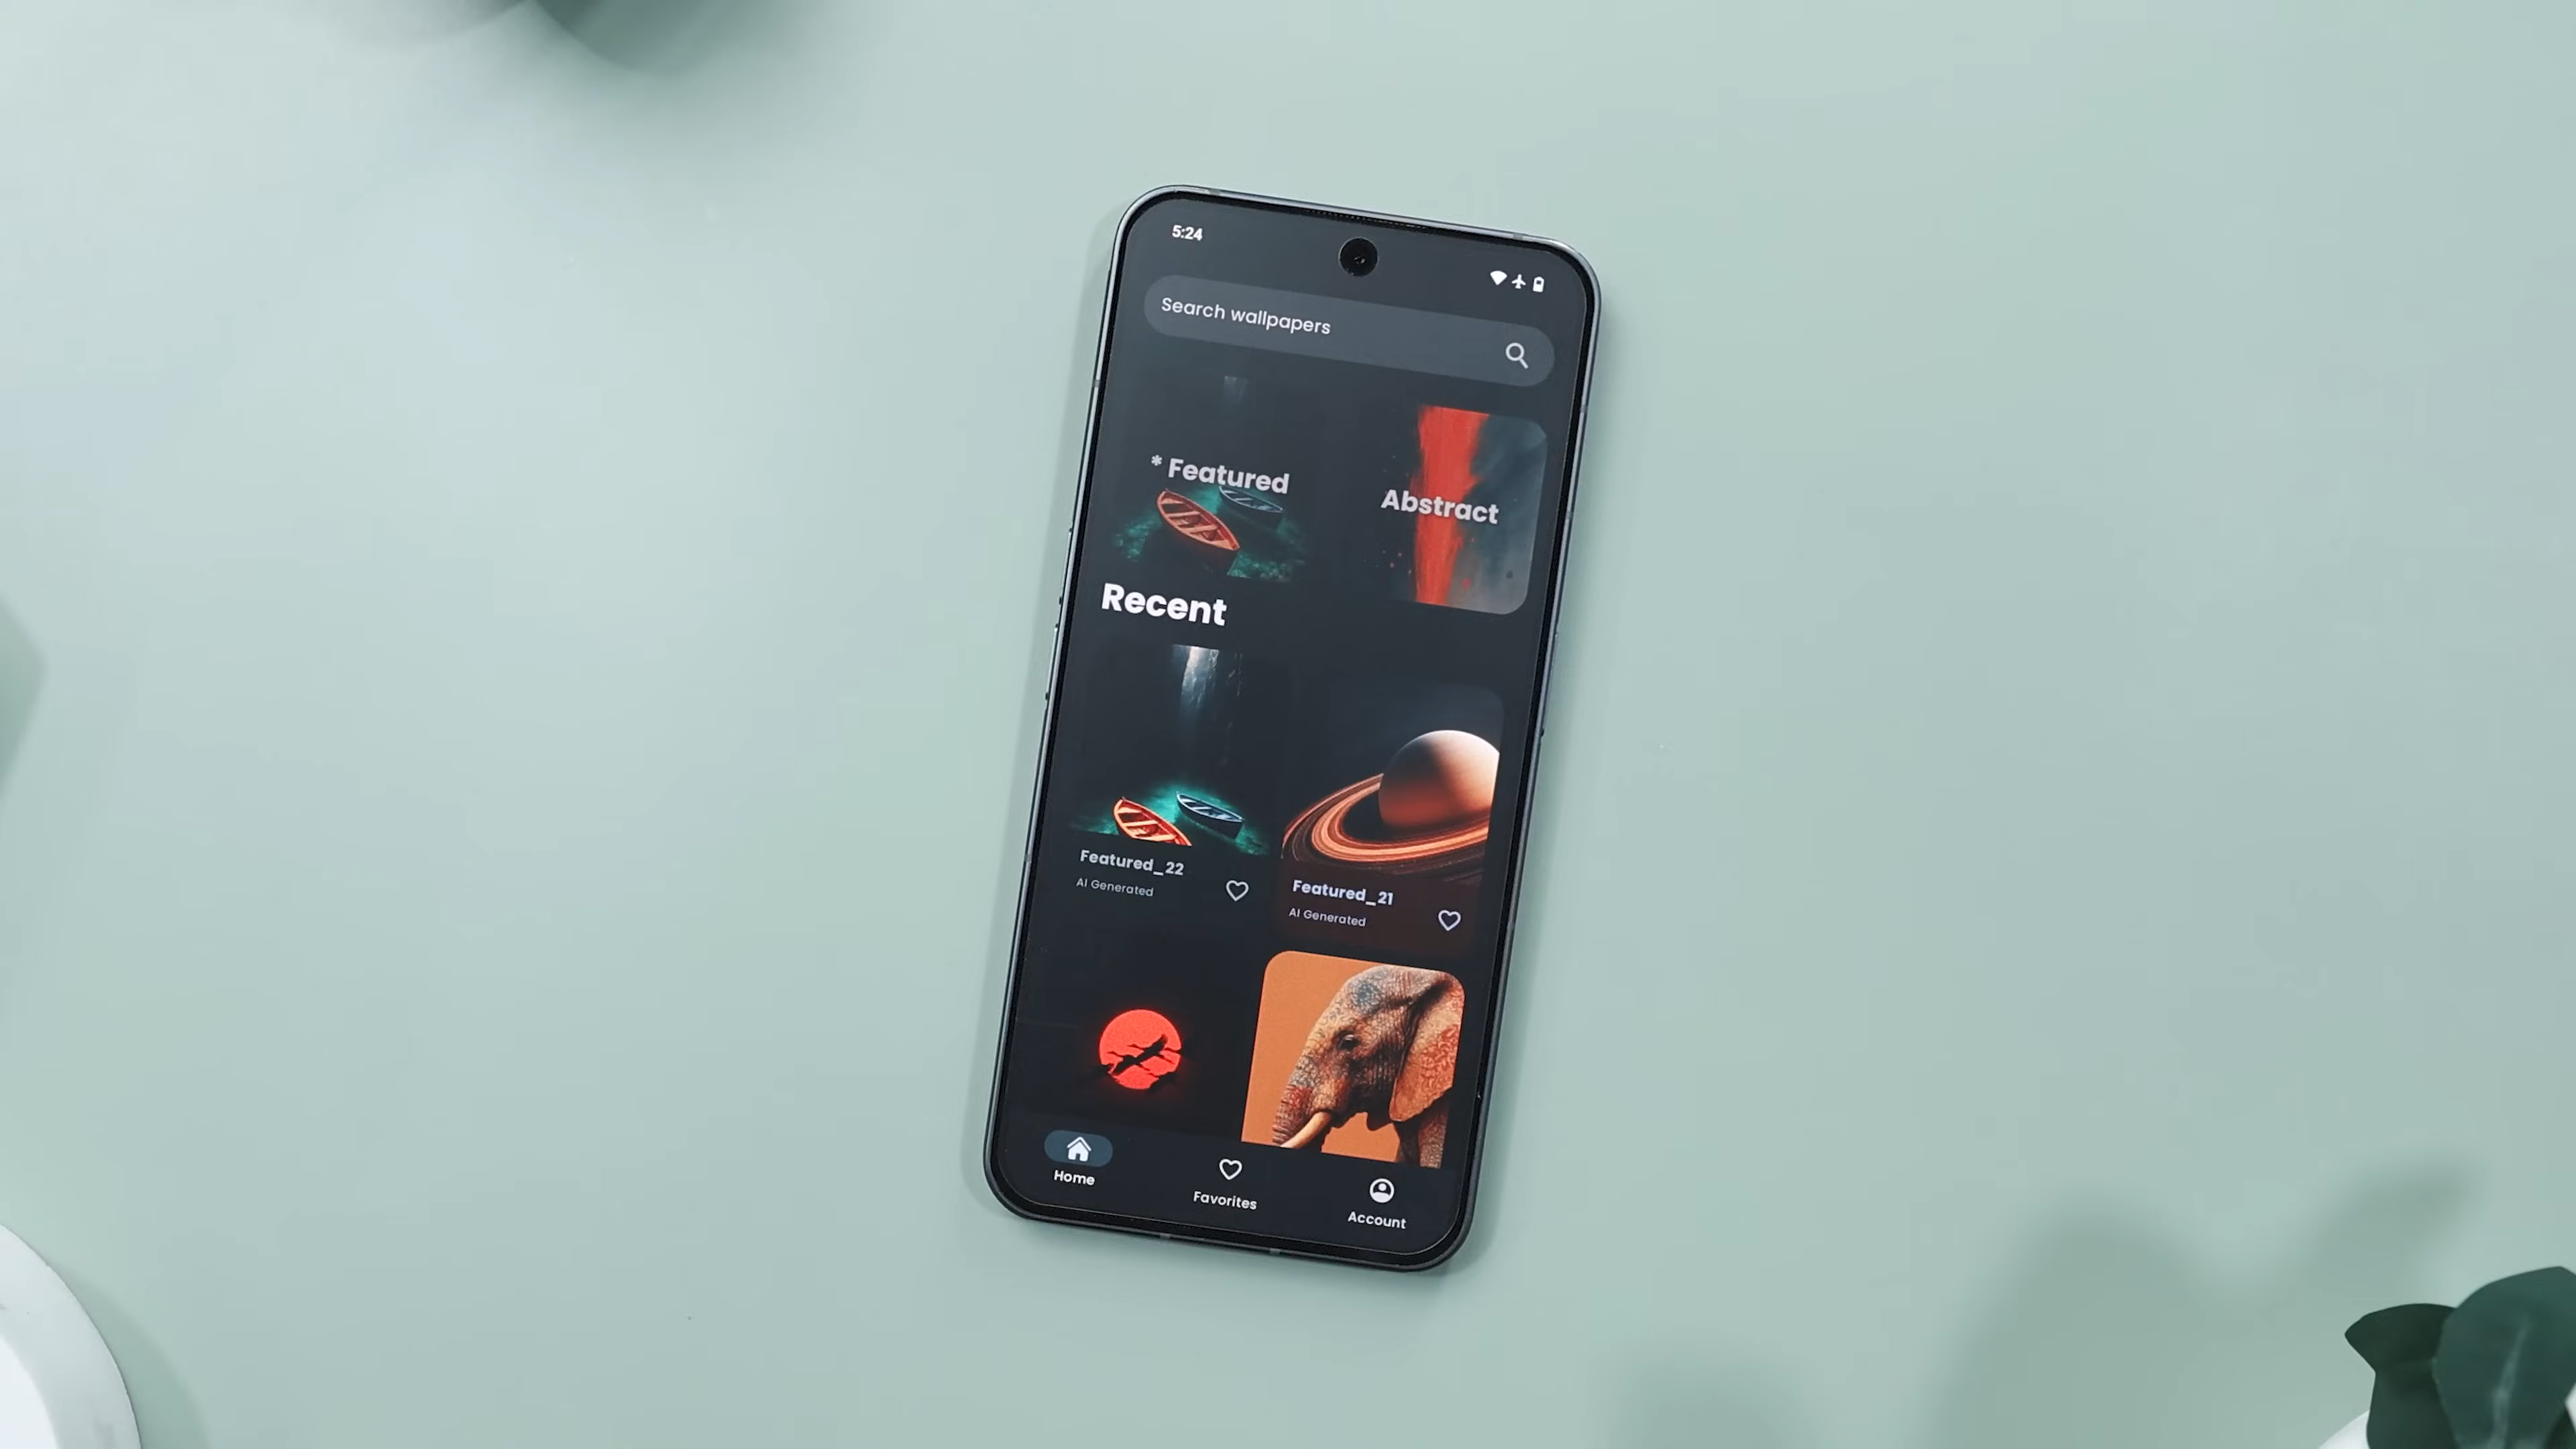 5:24
Search wallpapers
* Featured
Abstract
Recent
Featured_22
AI Generated
Featured_21
AI Generated
Home
Favorites
Account